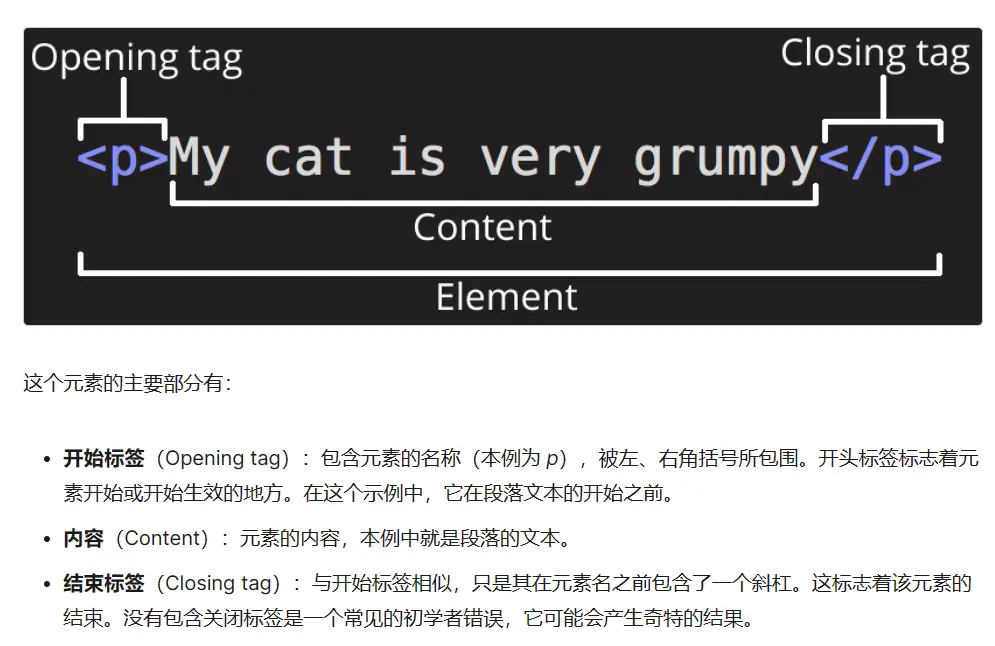 Opening tag
Closing tag
<p>My cat is very grumpy</p>
Content
Element
这个元素的主要部分有：
• 开始标签（Opening tag）：包含元素的名称（本例为 p），被左、右角括号所包围。开头标签标志着元
素开始或开始生效的地方。在这个示例中，它在段落文本的开始之前。
• 内容（Content）：元素的内容，本例中就是段落的文本。
• 结束标签（Closing tag）：与开始标签相似，只是其在元素名之前包含了一个斜杠。这标志着该元素的
结束。没有包含关闭标签是一个常见的初学者错误，它可能会产生奇特的结果。